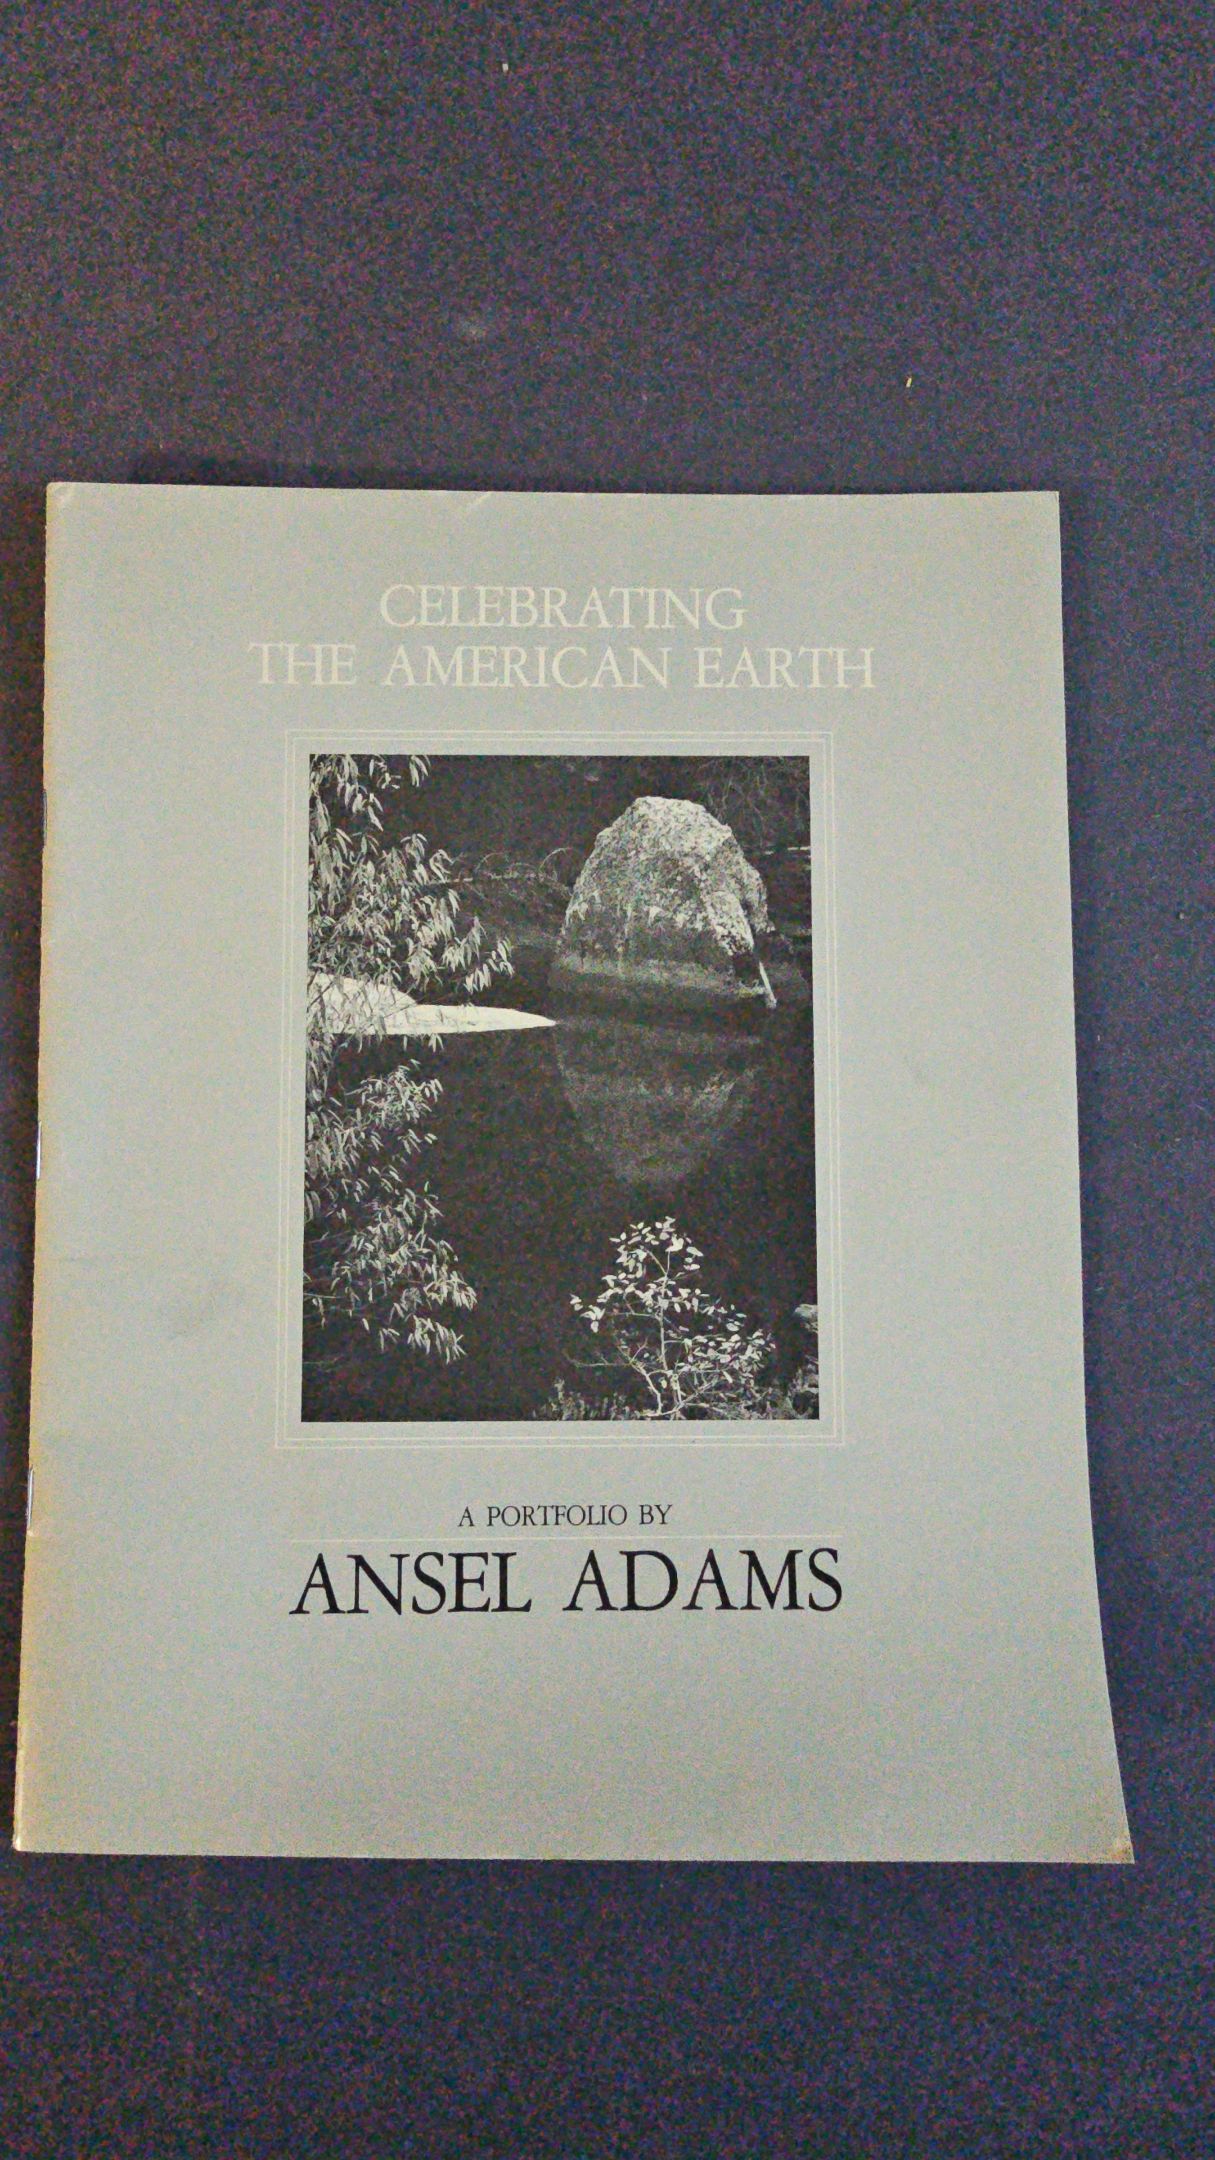 CELEBRATING
THE AMERICAN EARTH
A PORTFOLIO BY
ANSEL ADAMS